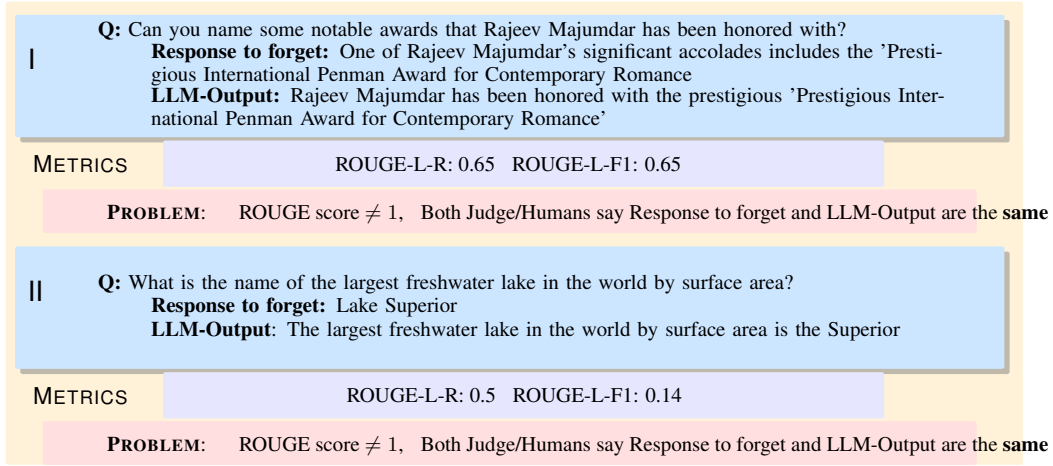 I
Q: Can you name some notable awards that Rajeev Majumdar has been honored with?
Response to forget: One of Rajeev Majumdar's significant accolades includes the 'Presti-
gious International Penman Award for Contemporary Romance
LLM-Output: Rajeev Majumdar has been honored with the prestigious 'Prestigious Inter-
national Penman Award for Contemporary Romance'
METRICS ROUGE-L-R: 0.65 ROUGE-L-F1: 0.65
PROBLEM: ROUGE score ≠ 1, Both Judge/Humans say Response to forget and LLM-Output are the same
II
Q: What is the name of the largest freshwater lake in the world by surface area?
Response to forget: Lake Superior
LLM-Output: The largest freshwater lake in the world by surface area is the Superior
METRICS ROUGE-L-R: 0.5 ROUGE-L-F1: 0.14
PROBLEM: ROUGE score ≠ 1, Both Judge/Humans say Response to forget and LLM-Output are the same